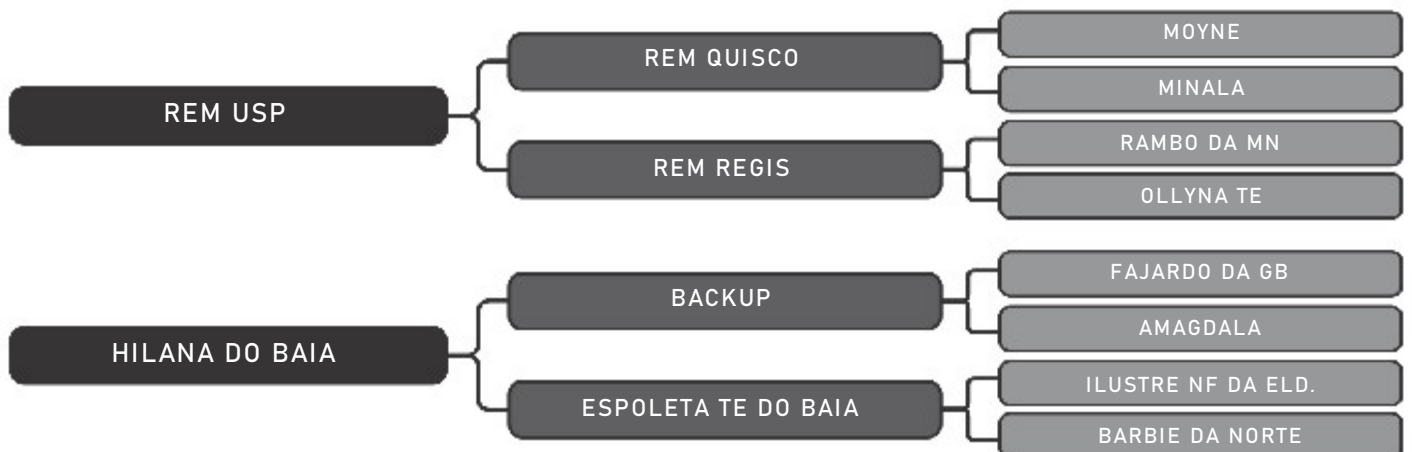 REM USP
REM QUISCO
MOYNE
MINALA
REM REGIS
RAMBO DA MN
OLLYNA TE
HILANA DO BAIA
BACKUP
FAJARDO DA GB
AMAGDALA
ESPOLETA TE DO BAIA
ILUSTRE NF DA ELD.
BARBIE DA NORTE